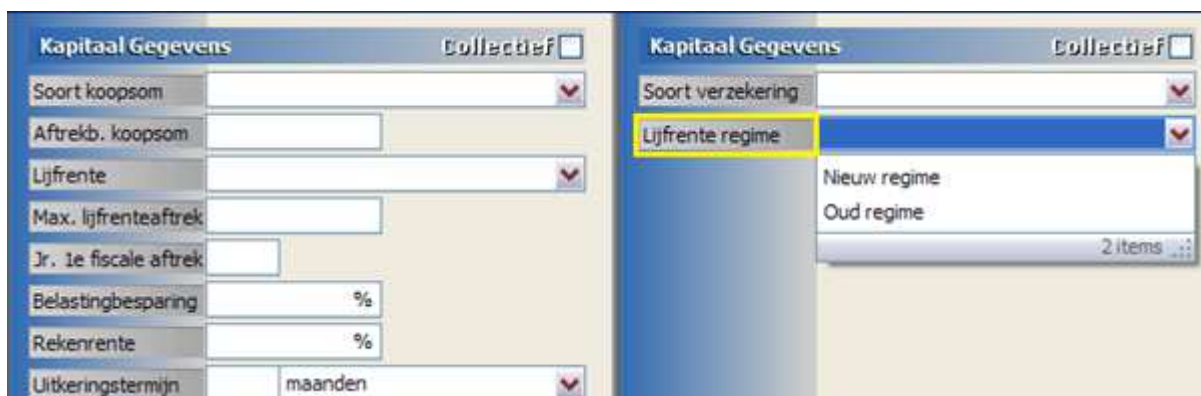 Kapitaal Gegevens Collectief
Soort koopsom
Aftrekb. koopsom
Lijfrente
Max. lijfrenteaftrek
Jr. 1e fiscale aftrek
Belastingbesparing %
Rekenrente %
Uitkeringstermijn maanden
Kapitaal Gegevens Collectief
Soort verzekering
Lijfrente regime
Nieuw regime
Oud regime
2 items